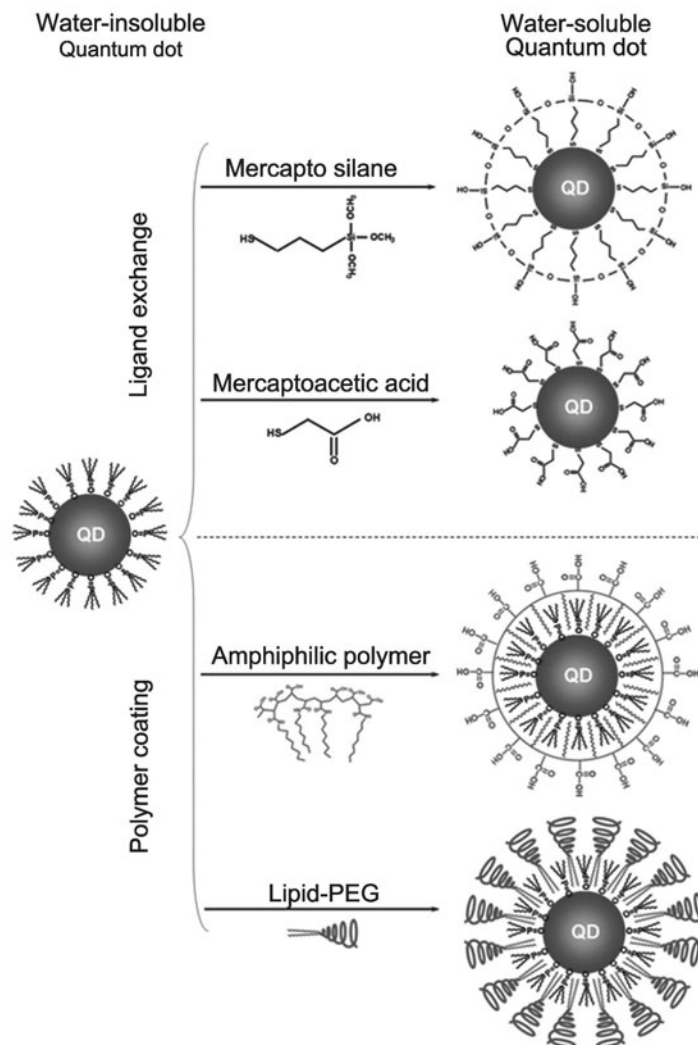 Water-insoluble
Quantum dot
Water-soluble
Quantum dot
Ligand exchange
Mercapto silane
HS
OCH₃
Si
OCH₃
OCH₃
QD
Mercaptoacetic acid
HS
OH
O
QD
QD
Polymer coating
Amphiphilic polymer
QD
Lipid-PEG
QD